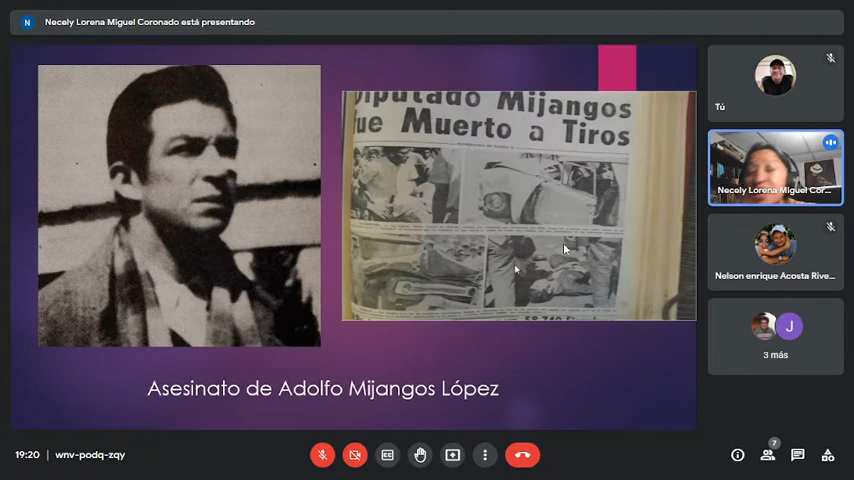 N Necely Lorena Miguel Coronado está presentando
Diputado Mijangos
fue Muerto a Tiros
Asesinato de Adolfo Mijangos López
Tú
Necely Lorena Miguel Cor...
Nelson enrique Acosta Rive...
J
3 más
19:20 | wnv-podq-zqy
7